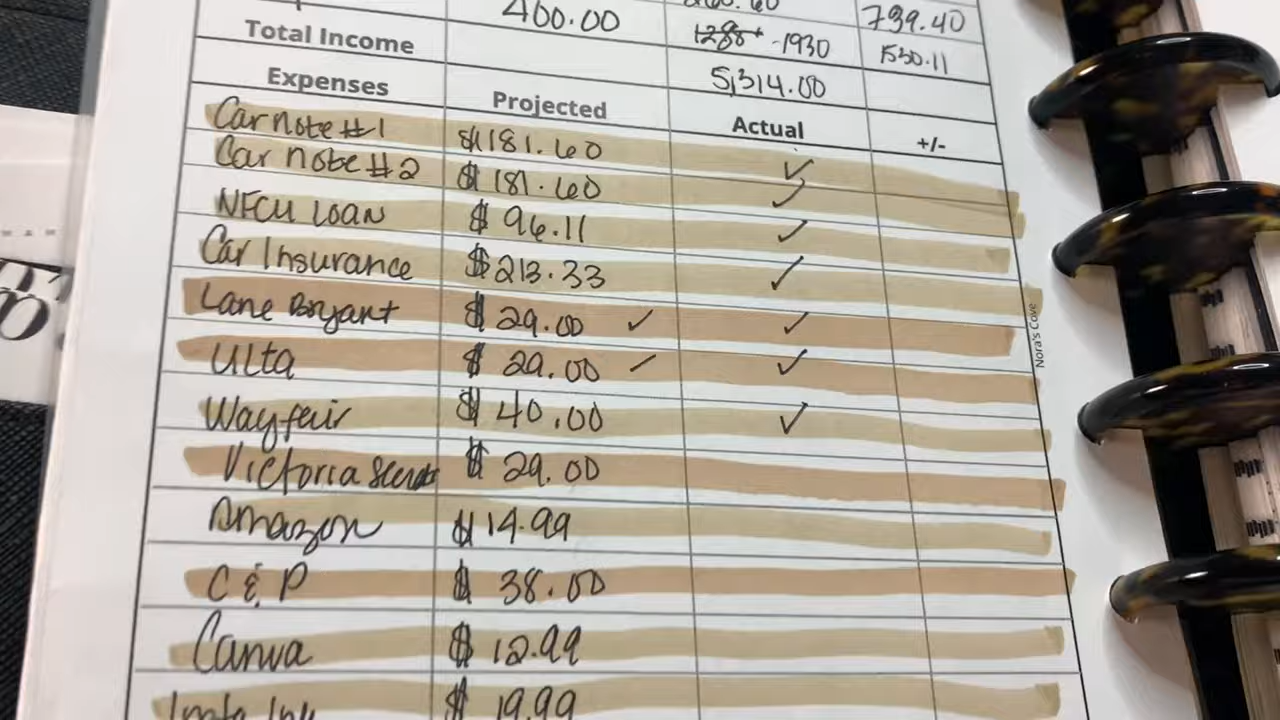 400.00 799.40
1288+ -1930 1530.11
Total Income 5,314.00
Expenses Projected Actual +/-
Car note #1 $181.60 ✓
Car note #2 $181.60 ✓
NFCU Loan $96.11 ✓
Car Insurance $213.33 ✓
Lane Bryant $29.00 ✓ ✓
Ulta $29.00 ✓ ✓
Wayfair $40.00 ✓
Victoria Secrets $29.00
Amazon $14.99
C & P $38.00
Canva $12.99
$19.99
Nora's Cove